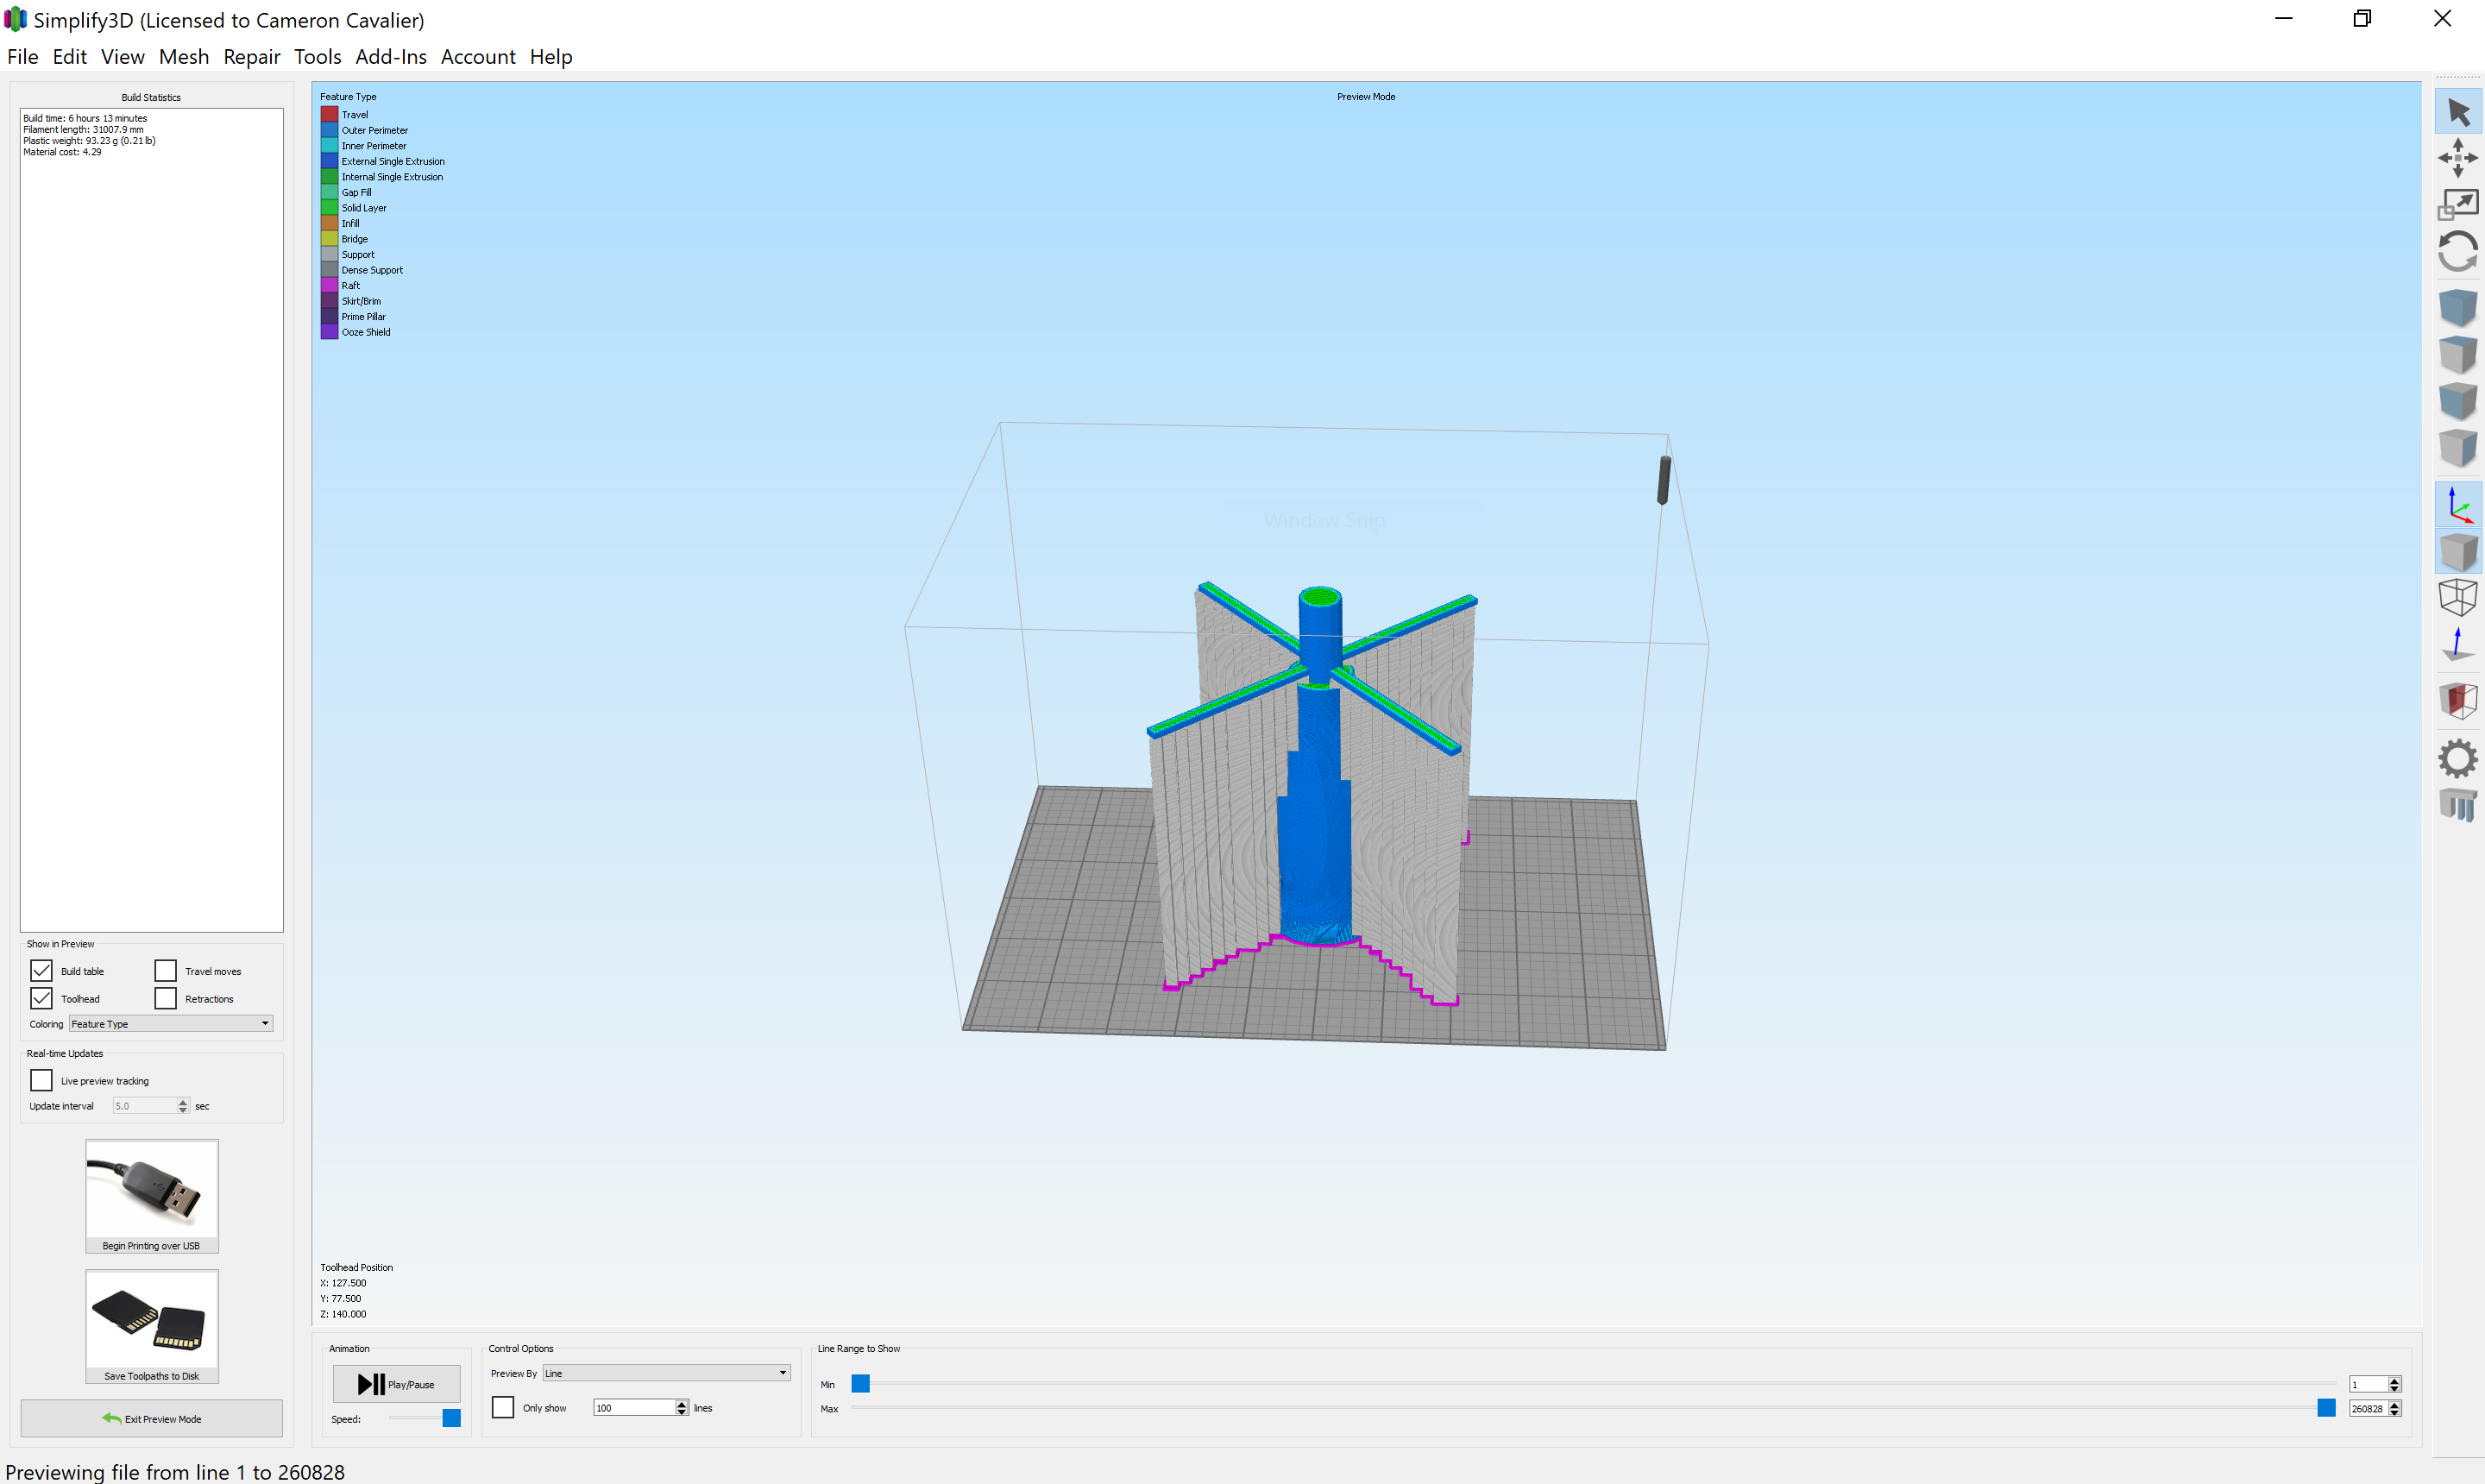 Simplify3D (Licensed to Cameron Cavalier)
File Edit View Mesh Repair Tools Add-Ins Account Help
Build Statistics
Build time: 6 hours 13 minutes
Filament length: 31007.9 mm
Plastic weight: 93.23 g (0.21 lb)
Material cost: 4.29
Feature Type
Travel
Outer Perimeter
Inner Perimeter
External Single Extrusion
Internal Single Extrusion
Gap Fill
Solid Layer
Infill
Bridge
Support
Dense Support
Raft
Skirt/Brim
Prime Pillar
Ooze Shield
Preview Mode
Window Snip
Show in Preview
Build table
Travel moves
Toolhead
Retractions
Coloring Feature Type
Real-time Updates
Live preview tracking
Update interval 5.0 sec
Begin Printing over USB
Save Toolpaths to Disk
Exit Preview Mode
Toolhead Position
X: 127.500
Y: 77.500
Z: 140.000
Animation
Play/Pause
Speed:
Control Options
Preview By Line
Only show 100 lines
Line Range to Show
Min 1
Max 260828
Previewing file from line 1 to 260828